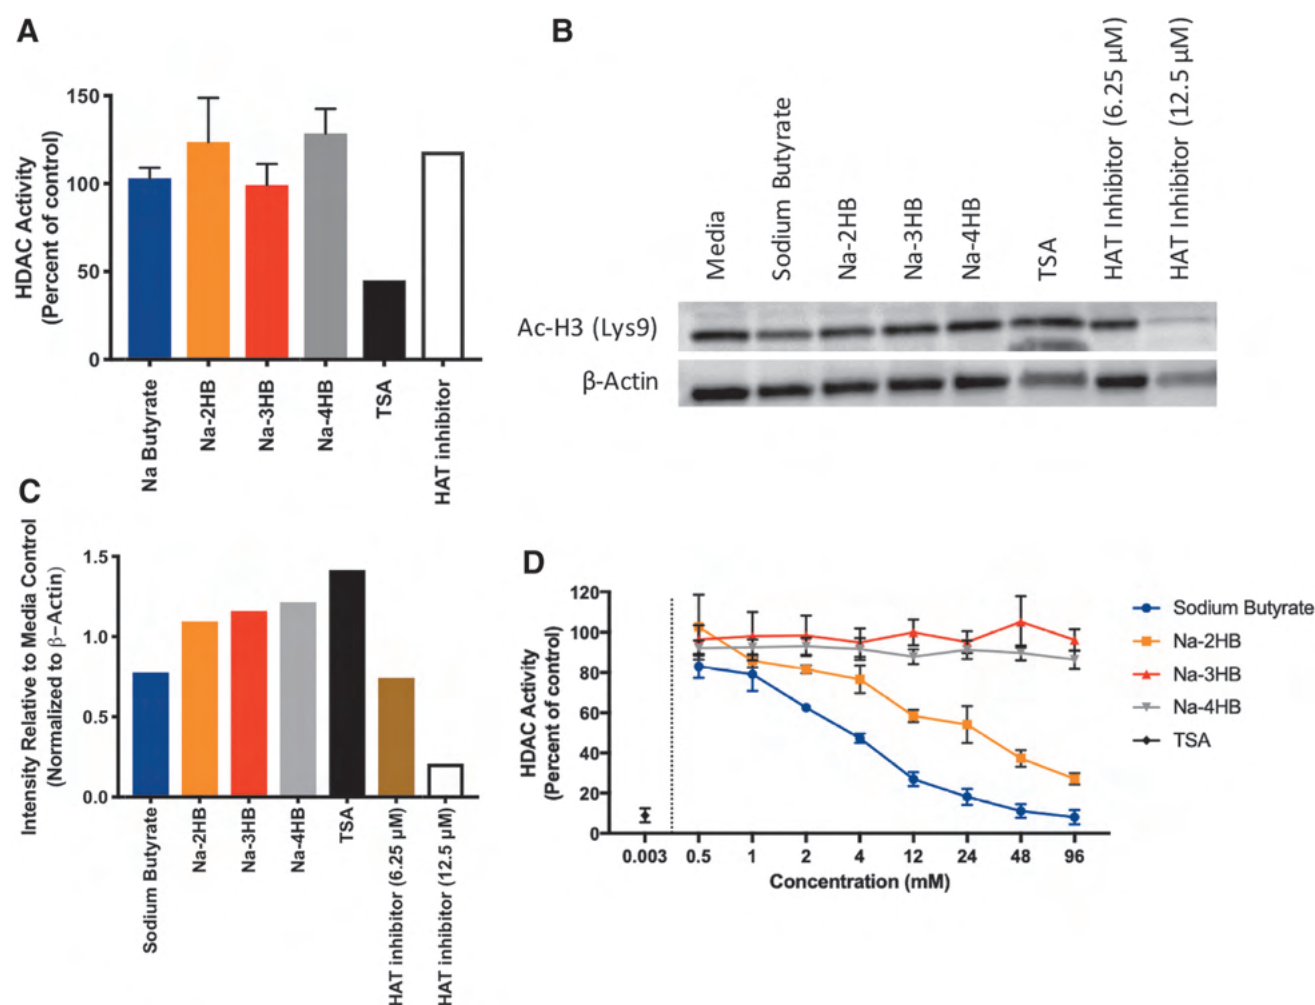 A
HDAC Activity
(Percent of control)
150
100
50
0
Na Butyrate
Na-2HB
Na-3HB
Na-4HB
TSA
HAT inhibitor
B
Media
Sodium Butyrate
Na-2HB
Na-3HB
Na-4HB
TSA
HAT Inhibitor (6.25 µM)
HAT Inhibitor (12.5 µM)
Ac-H3 (Lys9)
β-Actin
C
Intensity Relative to Media Control
(Normalized to β-Actin)
1.5
1.0
0.5
0.0
Sodium Butyrate
Na-2HB
Na-3HB
Na-4HB
TSA
HAT inhibitor (6.25 µM)
HAT inhibitor (12.5 µM)
D
HDAC Activity
(Percent of control)
120
100
80
60
40
20
0
0.003 0.5 1 2 4 12 24 48 96
Concentration (mM)
Sodium Butyrate
Na-2HB
Na-3HB
Na-4HB
TSA